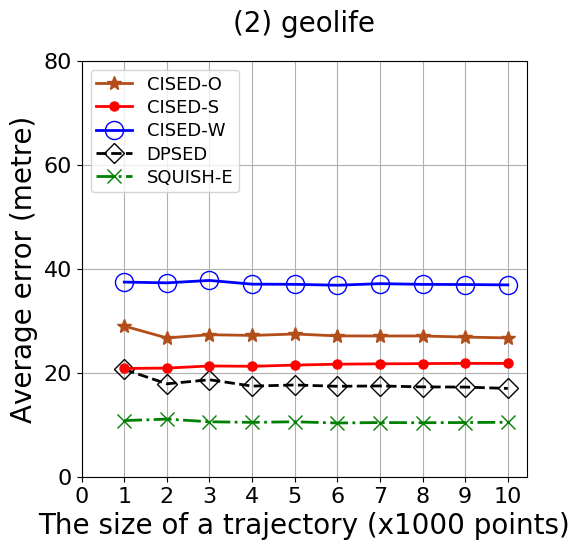 (2) geolife
Average error (metre)
80
60
40
20
0
CISED-O
CISED-S
CISED-W
DPSED
SQUISH-E
0 1 2 3 4 5 6 7 8 9 10
The size of a trajectory (x1000 points)